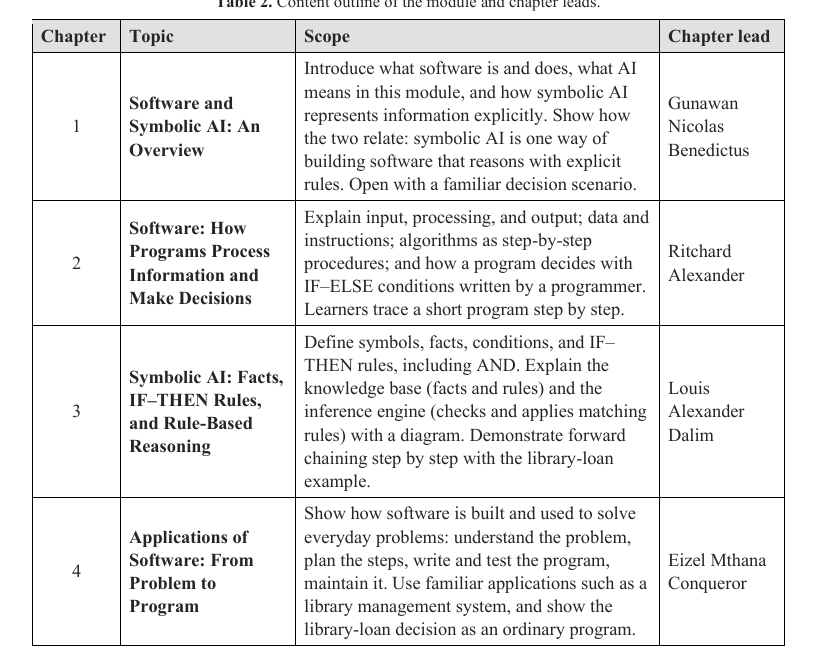 Table 2. Content outline of the module and chapter leads.
Chapter Topic Scope Chapter lead
1
Software and
Symbolic AI: An
Overview
Introduce what software is and does, what AI
means in this module, and how symbolic AI
represents information explicitly. Show how
the two relate: symbolic AI is one way of
building software that reasons with explicit
rules. Open with a familiar decision scenario.
Gunawan
Nicolas
Benedictus
2
Software: How
Programs Process
Information and
Make Decisions
Explain input, processing, and output; data and
instructions; algorithms as step-by-step
procedures; and how a program decides with
IF–ELSE conditions written by a programmer.
Learners trace a short program step by step.
Ritchard
Alexander
3
Symbolic AI: Facts,
IF–THEN Rules,
and Rule-Based
Reasoning
Define symbols, facts, conditions, and IF–
THEN rules, including AND. Explain the
knowledge base (facts and rules) and the
inference engine (checks and applies matching
rules) with a diagram. Demonstrate forward
chaining step by step with the library-loan
example.
Louis
Alexander
Dalim
4
Applications of
Software: From
Problem to
Program
Show how software is built and used to solve
everyday problems: understand the problem,
plan the steps, write and test the program,
maintain it. Use familiar applications such as a
library management system, and show the
library-loan decision as an ordinary program.
Eizel Mthana
Conqueror